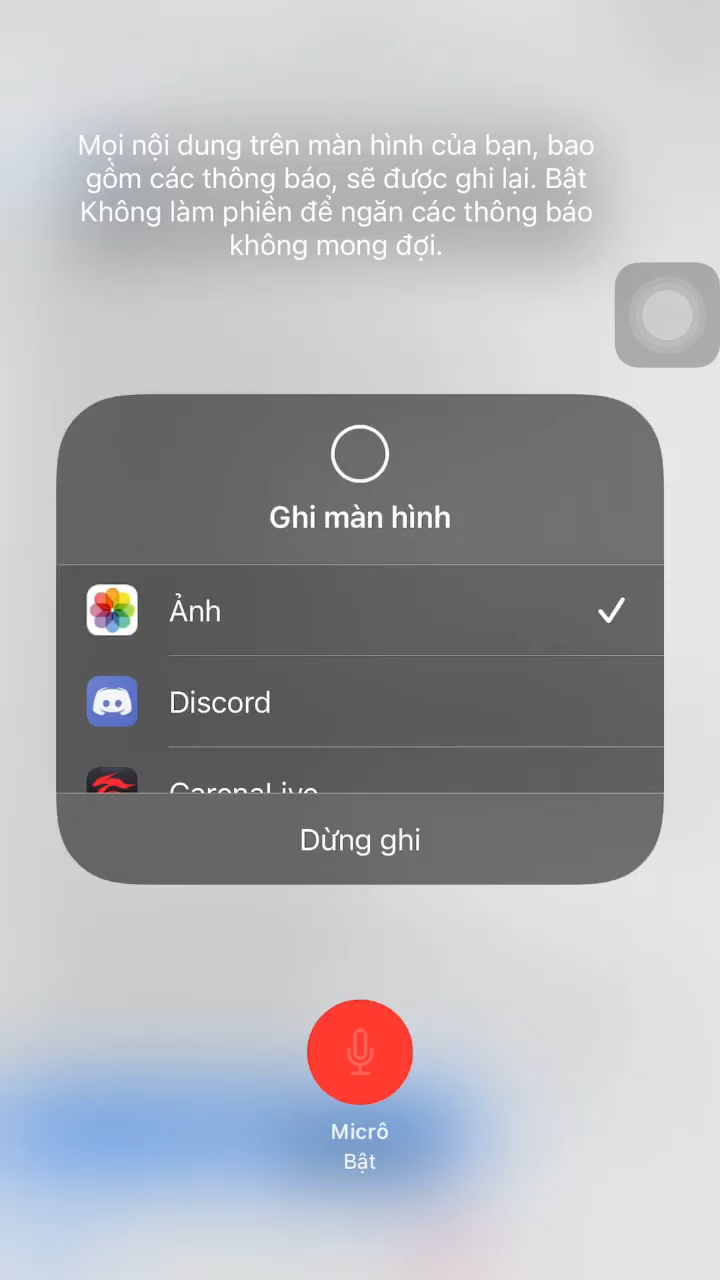 Mọi nội dung trên màn hình của bạn, bao
gồm các thông báo, sẽ được ghi lại. Bật
Không làm phiền để ngăn các thông báo
không mong đợi.
Ghi màn hình
Ảnh
Discord
Dừng ghi
Micrô
Bật